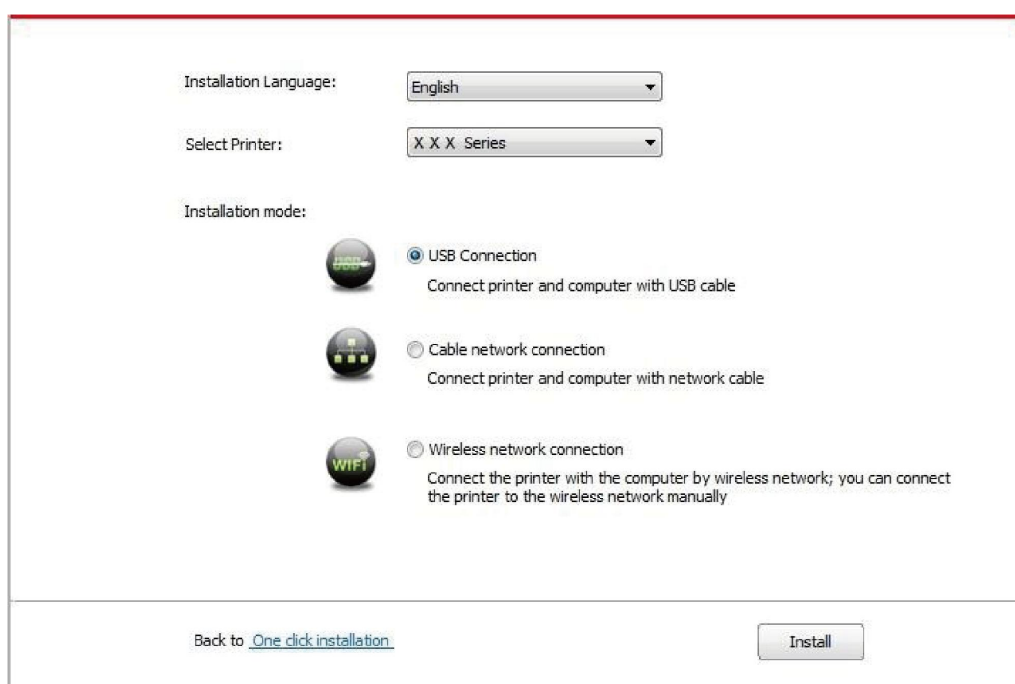 Installation Language:
English
Select Printer:
X X X Series
Installation mode:
USB
USB Connection
Connect printer and computer with USB cable
Cable network connection
Connect printer and computer with network cable
WIFI
Wireless network connection
Connect the printer with the computer by wireless network; you can connect
the printer to the wireless network manually
Back to One click installation
Install